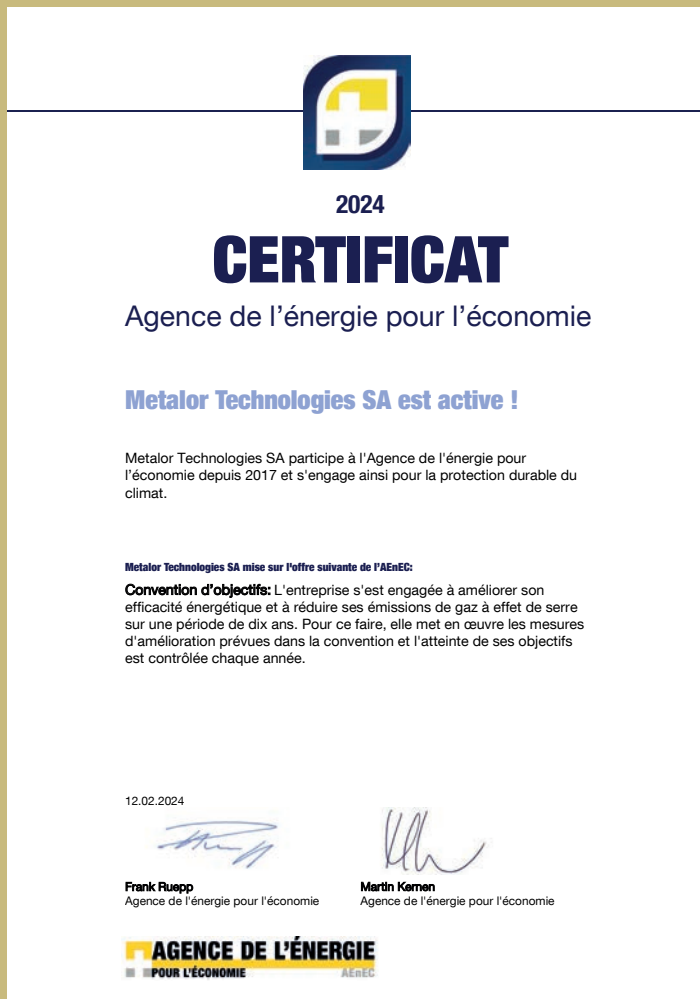 2024
CERTIFICAT
Agence de l’énergie pour l’économie
Metalor Technologies SA est active !
Metalor Technologies SA participe à l'Agence de l'énergie pour
l’économie depuis 2017 et s'engage ainsi pour la protection durable du
climat.
Metalor Technologies SA mise sur l’offre suivante de l’AEnEC:
Convention d’objectifs: L'entreprise s'est engagée à améliorer son
efficacité énergétique et à réduire ses émissions de gaz à effet de serre
sur une période de dix ans. Pour ce faire, elle met en œuvre les mesures
d'amélioration prévues dans la convention et l'atteinte de ses objectifs
est contrôlée chaque année.
12.02.2024
Frank Ruepp
Agence de l'énergie pour l'économie
Martin Kernen
Agence de l'énergie pour l'économie
AGENCE DE L’ÉNERGIE
POUR L’ÉCONOMIE AEnEC